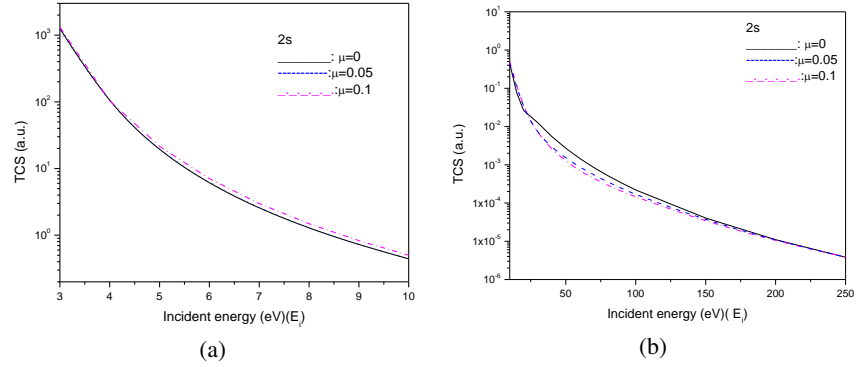 10³
10²
10¹
10⁰
TCS (a.u.)
2s
: μ=0
:μ=0.05
:μ=0.1
3 4 5 6 7 8 9 10
Incident energy (eV)(Eᵢ)
(a)
10¹
10⁰
10⁻¹
10⁻²
10⁻³
1x10⁻⁴
1x10⁻⁵
10⁻⁶
TCS (a.u.)
2s
: μ=0
:μ=0.05
:μ=0.1
50 100 150 200 250
Incident energy (eV)( Eᵢ)
(b)